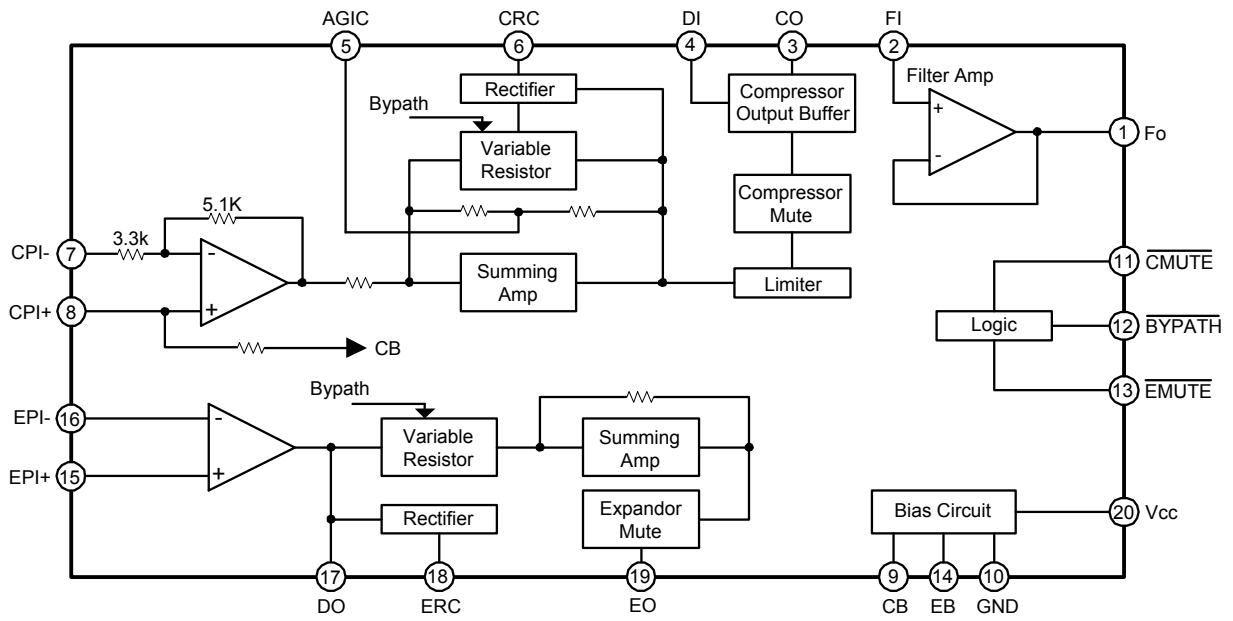 AGIC
CRC
DI
CO
FI
5
6
4
3
2
Rectifier
Bypath
Variable
Resistor
Compressor
Output Buffer
Filter Amp
+
-
1
Fo
Compressor
Mute
5.1K
3.3k
CPI-
7
-
CPI+
8
+
Summing
Amp
Limiter
CB
11
CMUTE
Logic
12
BYPATH
13
EMUTE
Bypath
EPI-
16
-
EPI+
15
+
Variable
Resistor
Summing
Amp
Rectifier
Expandor
Mute
Bias Circuit
20
Vcc
17
18
19
9
14
10
DO
ERC
EO
CB
EB
GND